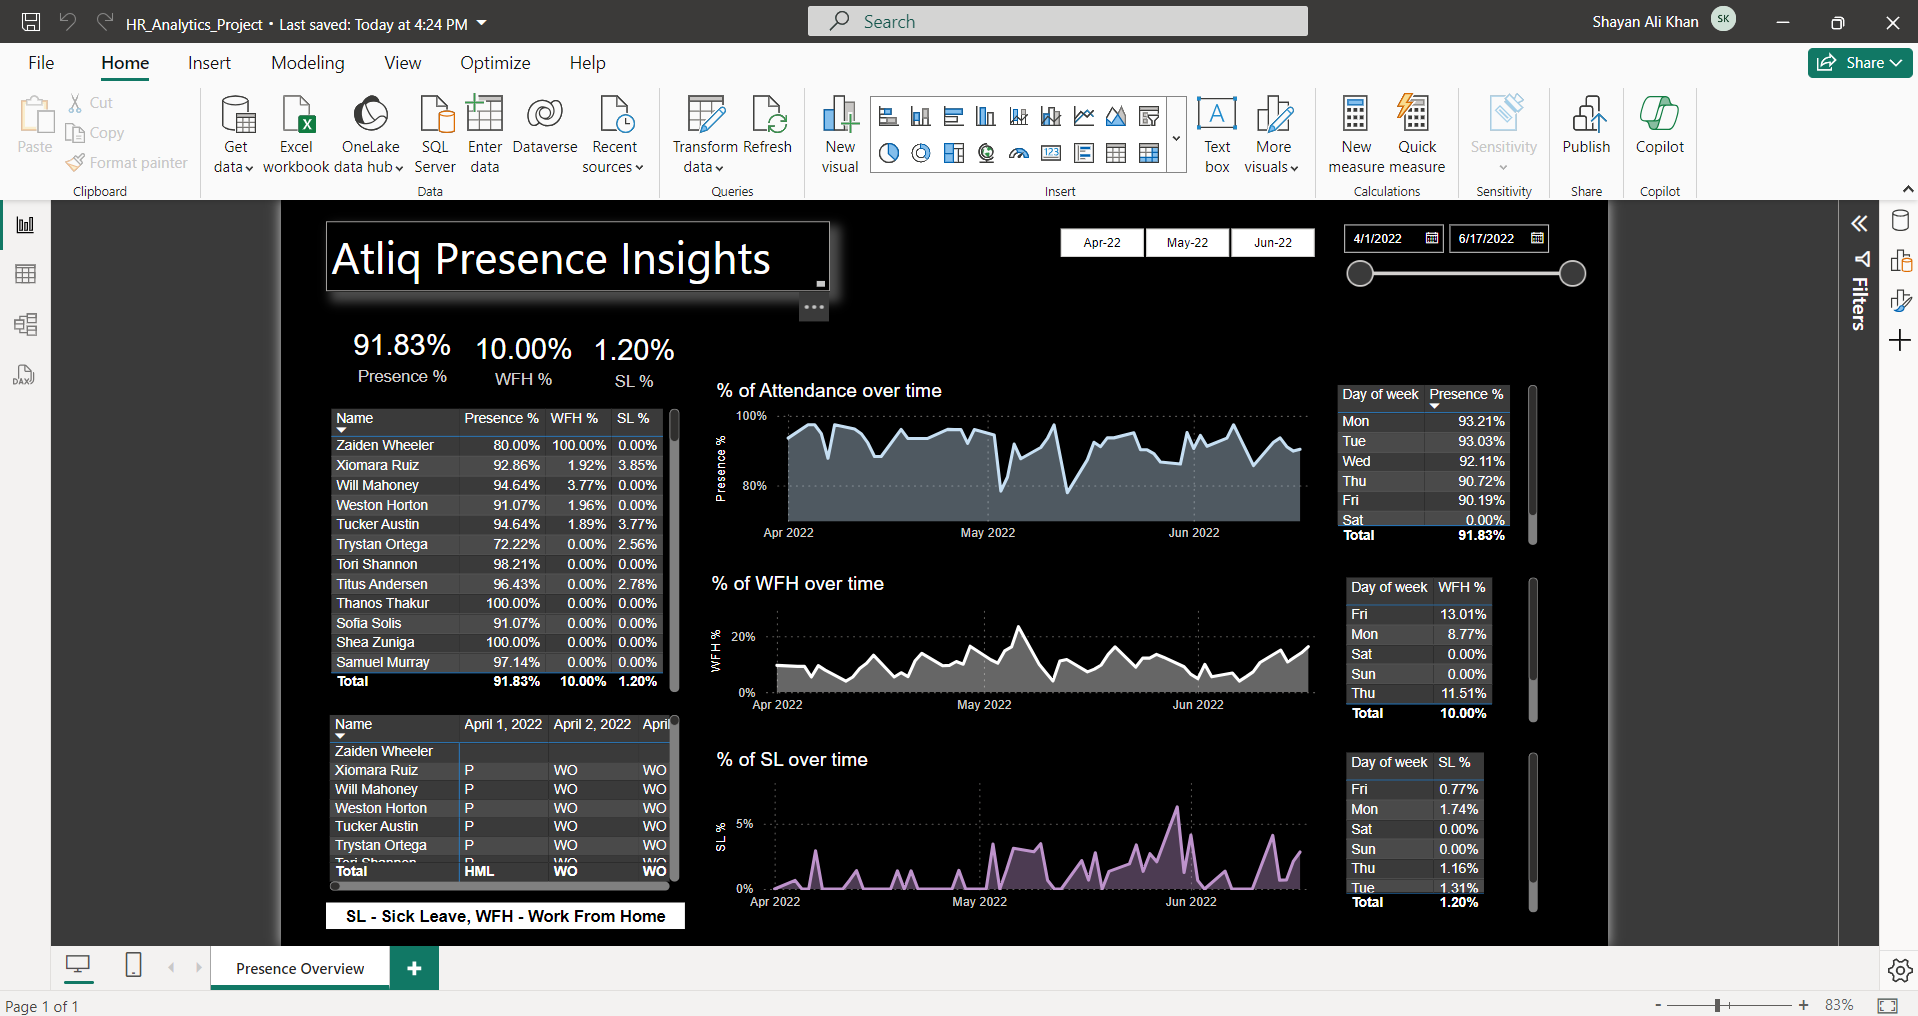 HR_Analytics_Project • Last saved: Today at 4:24 PM
Search
Shayan Ali Khan SK
File Home Insert Modeling View Optimize Help
Share
Paste
Cut
Copy
Format painter
Clipboard
Get data
Excel workbook
OneLake data hub
SQL Server
Enter data
Dataverse
Recent sources
Data
Transform data
Refresh
Queries
New visual
123
A
Text box
More visuals
Insert
New measure
Quick measure
Calculations
Sensitivity
Sensitivity
Publish
Share
Copilot
Copilot
DAX
Atliq Presence Insights
Apr-22 May-22 Jun-22
4/1/2022 6/17/2022
Filters
91.83%
Presence %
10.00%
WFH %
1.20%
SL %
Name Presence % WFH % SL %
Zaiden Wheeler 80.00% 100.00% 0.00%
Xiomara Ruiz 92.86% 1.92% 3.85%
Will Mahoney 94.64% 3.77% 0.00%
Weston Horton 91.07% 1.96% 0.00%
Tucker Austin 94.64% 1.89% 3.77%
Trystan Ortega 72.22% 0.00% 2.56%
Tori Shannon 98.21% 0.00% 0.00%
Titus Andersen 96.43% 0.00% 2.78%
Thanos Thakur 100.00% 0.00% 0.00%
Sofia Solis 91.07% 0.00% 0.00%
Shea Zuniga 100.00% 0.00% 0.00%
Samuel Murray 97.14% 0.00% 0.00%
Total 91.83% 10.00% 1.20%
Name April 1, 2022 April 2, 2022 April
Zaiden Wheeler
Xiomara Ruiz P WO WO
Will Mahoney P WO WO
Weston Horton P WO WO
Tucker Austin P WO WO
Trystan Ortega P WO WO
Tori Shannon P WO WO
Total HML WO WO
SL - Sick Leave, WFH - Work From Home
% of Attendance over time
Presence %
100%
80%
Apr 2022 May 2022 Jun 2022
% of WFH over time
WFH %
20%
0%
Apr 2022 May 2022 Jun 2022
% of SL over time
SL %
5%
0%
Apr 2022 May 2022 Jun 2022
Day of week Presence %
Mon 93.21%
Tue 93.03%
Wed 92.11%
Thu 90.72%
Fri 90.19%
Sat 0.00%
Total 91.83%
Day of week WFH %
Fri 13.01%
Mon 8.77%
Sat 0.00%
Sun 0.00%
Thu 11.51%
Total 10.00%
Day of week SL %
Fri 0.77%
Mon 1.74%
Sat 0.00%
Sun 0.00%
Thu 1.16%
Tue 1.31%
Total 1.20%
Presence Overview
Page 1 of 1
- + 83%